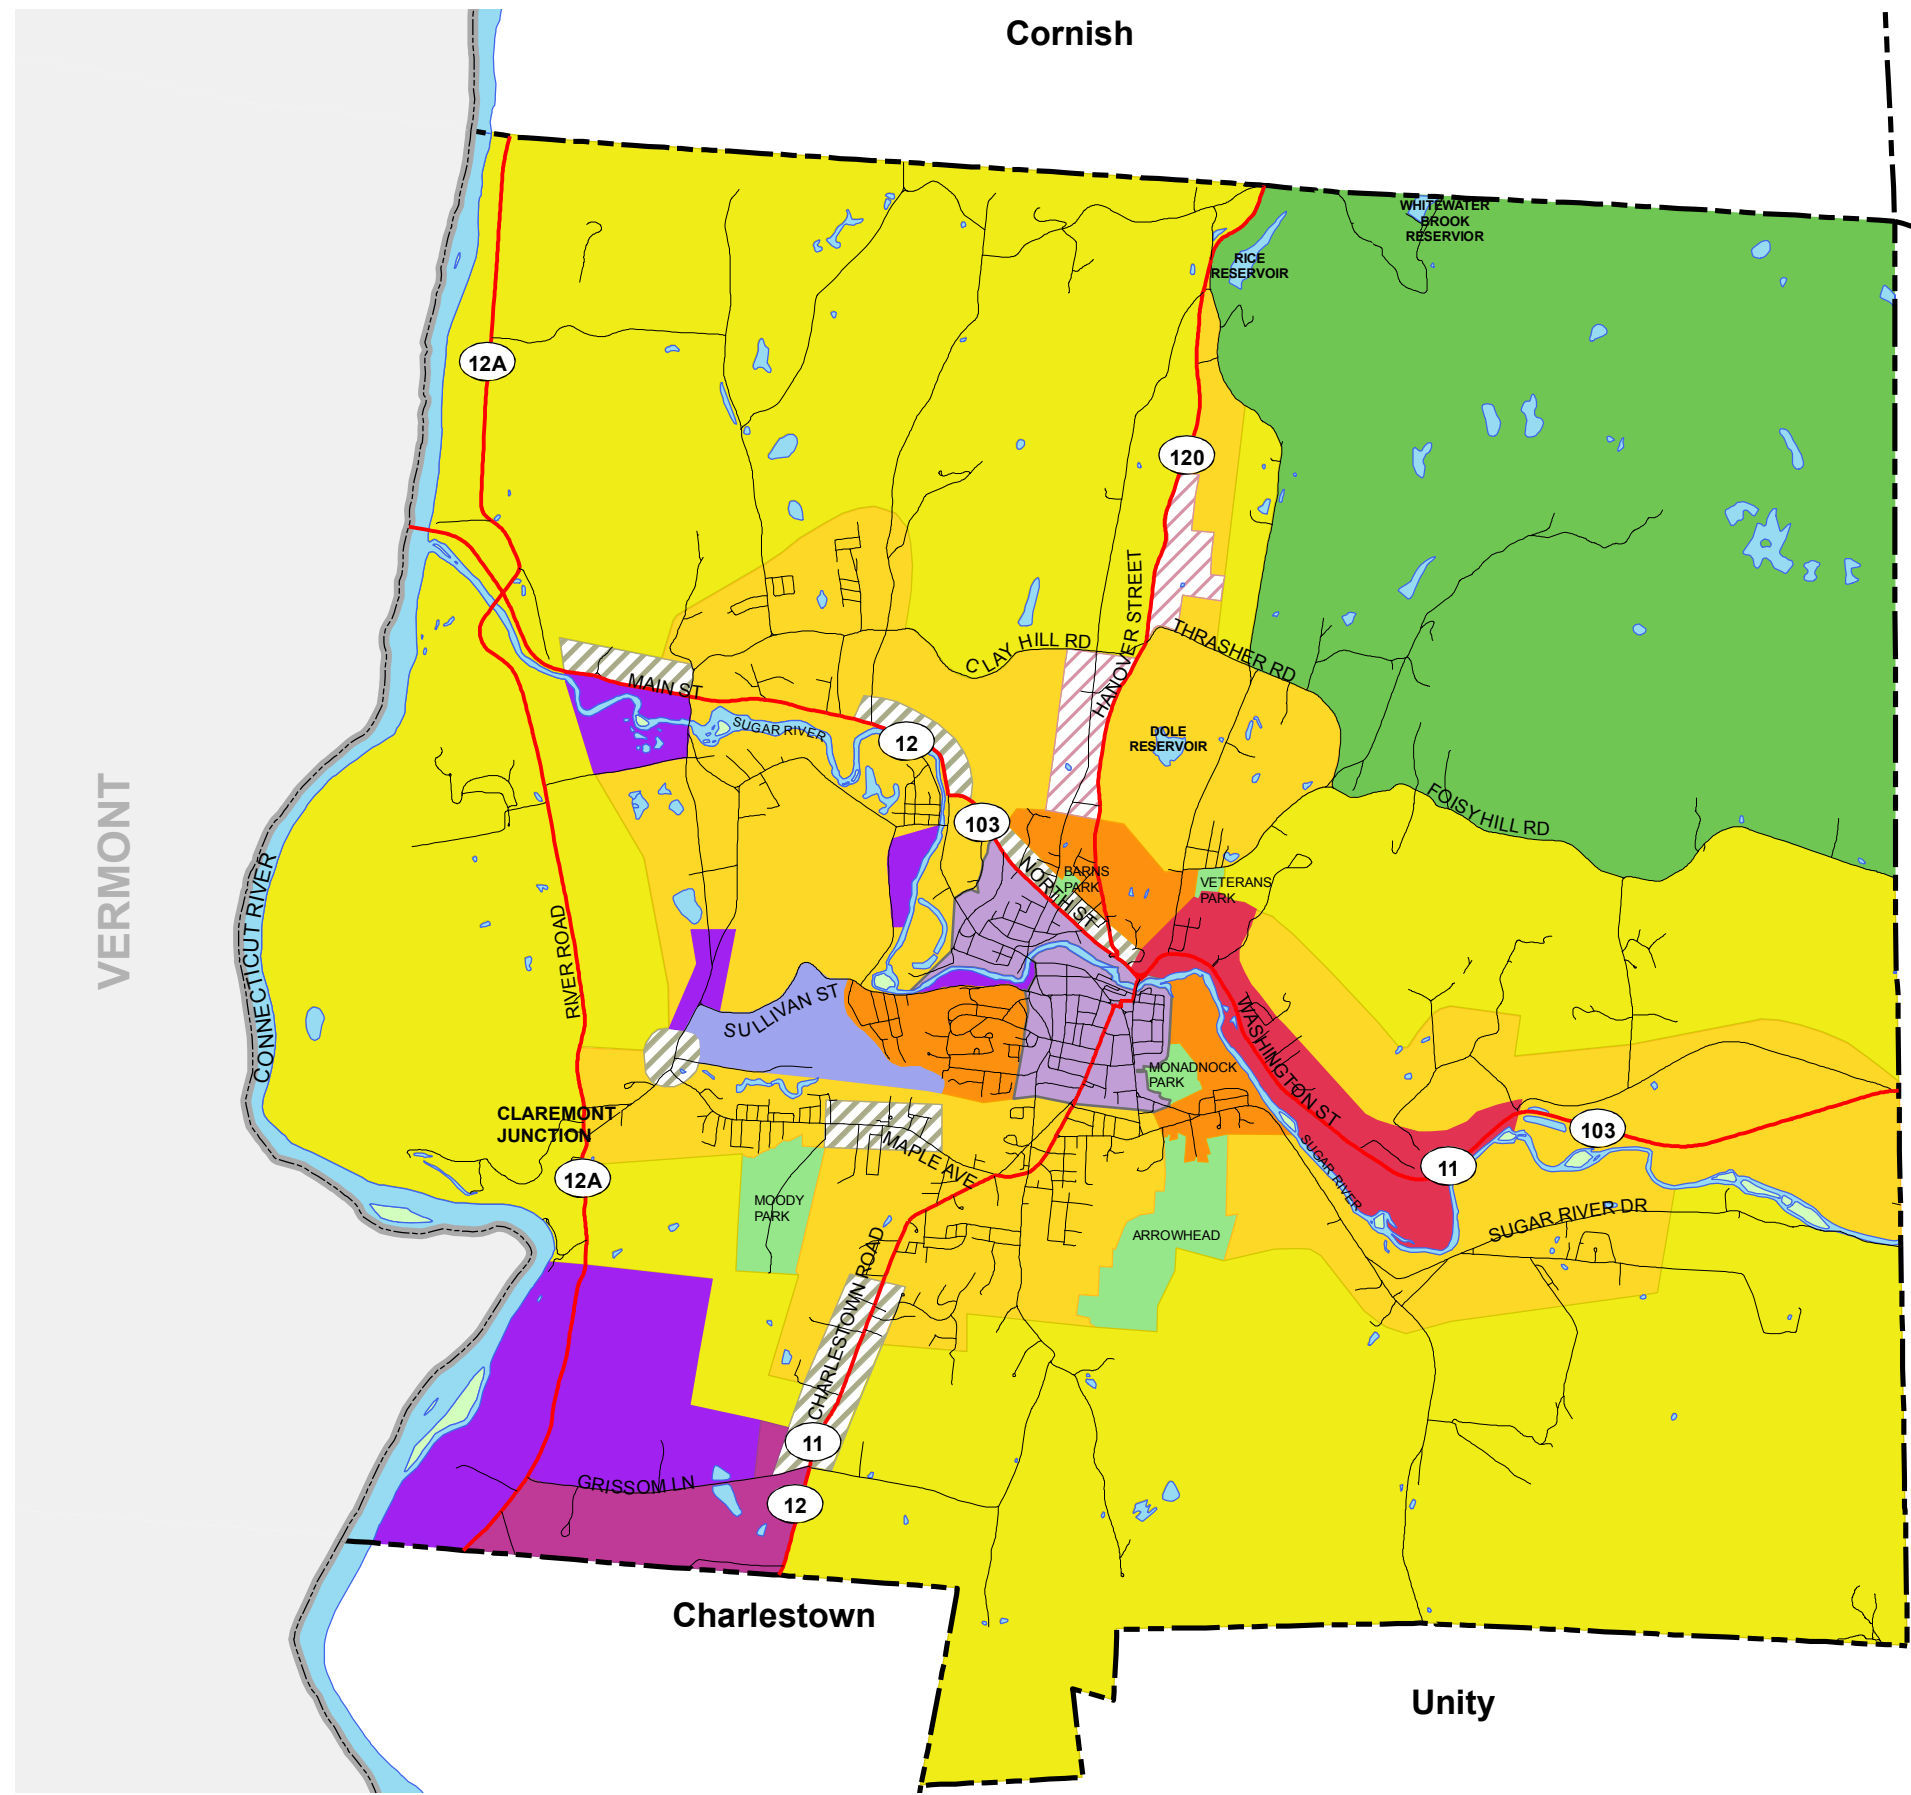 Cornish
WHITEWATER
BROOK
RESERVIOR
RICE
RESERVOIR
12A
120
HANOVER STREET
CLAY HILL RD
THRASHER RD
MAIN ST
SUGAR RIVER
12
DOLE
RESERVOIR
VERMONT
103
FOISY HILL RD
NORTH ST
BARNS
PARK
VETERANS
PARK
CONNECTICUT RIVER
RIVER ROAD
SULLIVAN ST
WASHINGTON ST
MONADNOCK
PARK
CLAREMONT
JUNCTION
103
MAPLE AVE
SUGAR RIVER
11
12A
MOODY
PARK
ARROWHEAD
SUGAR RIVER DR
CHARLESTOWN ROAD
11
GRISSOM LN
12
Charlestown
Unity